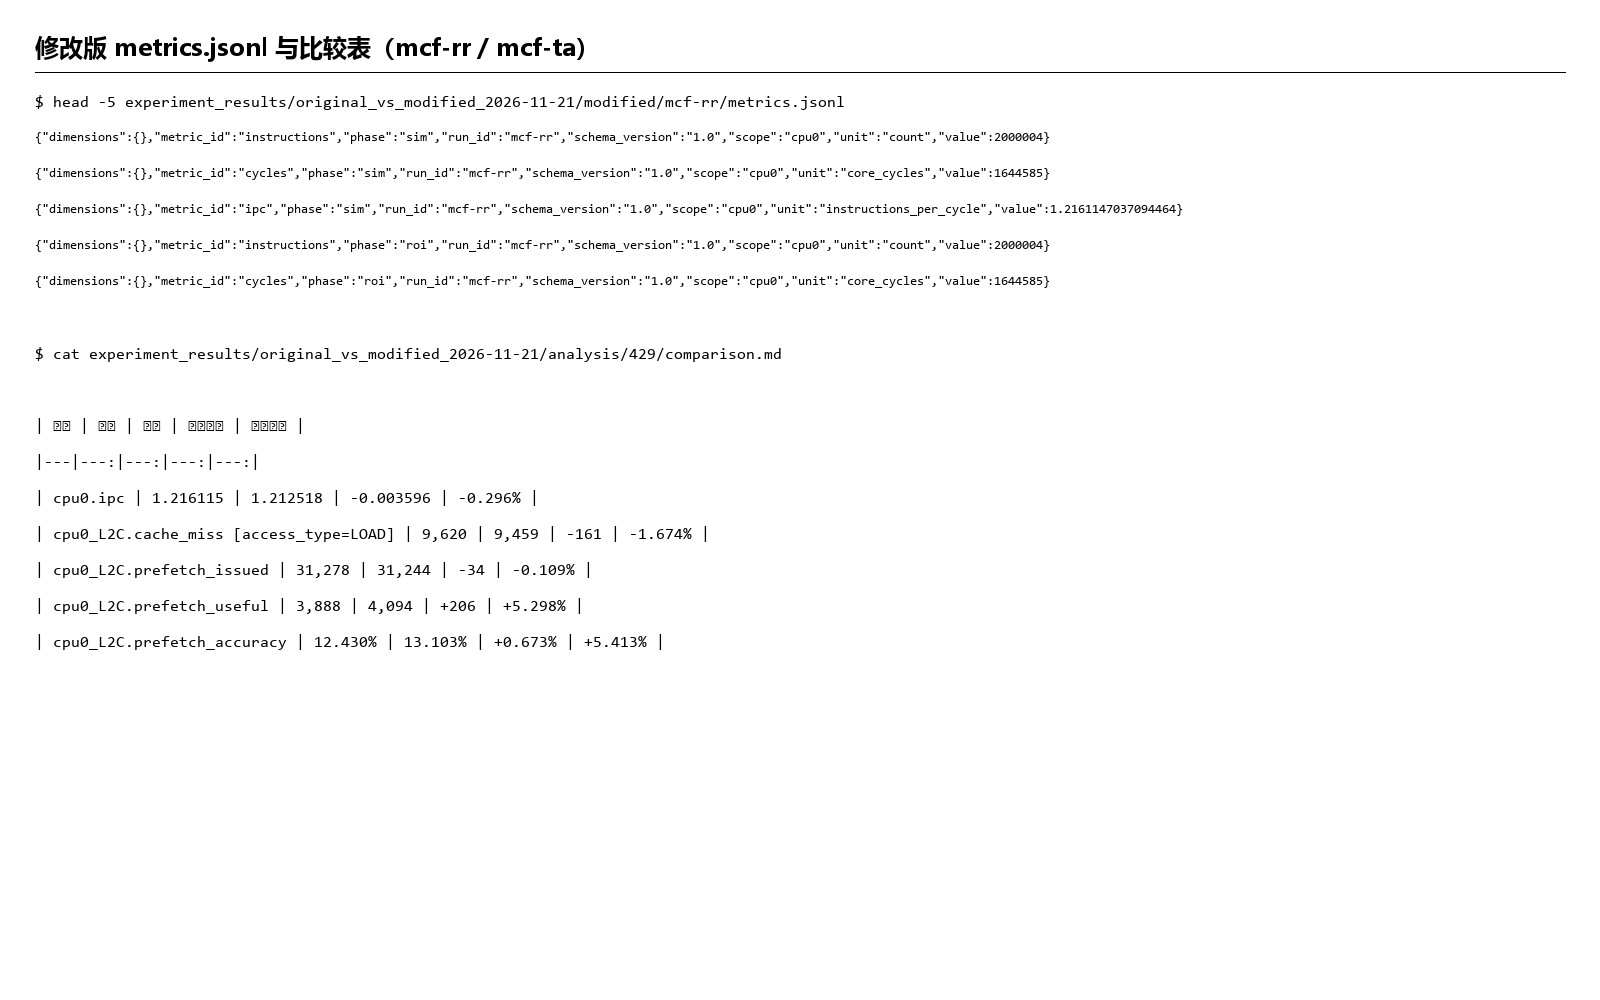 修改版 metrics.jsonl 与比较表（mcf-rr / mcf-ta）
$ head -5 experiment_results/original_vs_modified_2026-11-21/modified/mcf-rr/metrics.jsonl
{"dimensions":{},"metric_id":"instructions","phase":"sim","run_id":"mcf-rr","schema_version":"1.0","scope":"cpu0","unit":"count","value":2000004}
{"dimensions":{},"metric_id":"cycles","phase":"sim","run_id":"mcf-rr","schema_version":"1.0","scope":"cpu0","unit":"core_cycles","value":1644585}
{"dimensions":{},"metric_id":"ipc","phase":"sim","run_id":"mcf-rr","schema_version":"1.0","scope":"cpu0","unit":"instructions_per_cycle","value":1.2161147037094464}
{"dimensions":{},"metric_id":"instructions","phase":"roi","run_id":"mcf-rr","schema_version":"1.0","scope":"cpu0","unit":"count","value":2000004}
{"dimensions":{},"metric_id":"cycles","phase":"roi","run_id":"mcf-rr","schema_version":"1.0","scope":"cpu0","unit":"core_cycles","value":1644585}
$ cat experiment_results/original_vs_modified_2026-11-21/analysis/429/comparison.md
|---|---:|---:|---:|---:|
| cpu0.ipc | 1.216115 | 1.212518 | -0.003596 | -0.296% |
| cpu0_L2C.cache_miss [access_type=LOAD] | 9,620 | 9,459 | -161 | -1.674% |
| cpu0_L2C.prefetch_issued | 31,278 | 31,244 | -34 | -0.109% |
| cpu0_L2C.prefetch_useful | 3,888 | 4,094 | +206 | +5.298% |
| cpu0_L2C.prefetch_accuracy | 12.430% | 13.103% | +0.673% | +5.413% |